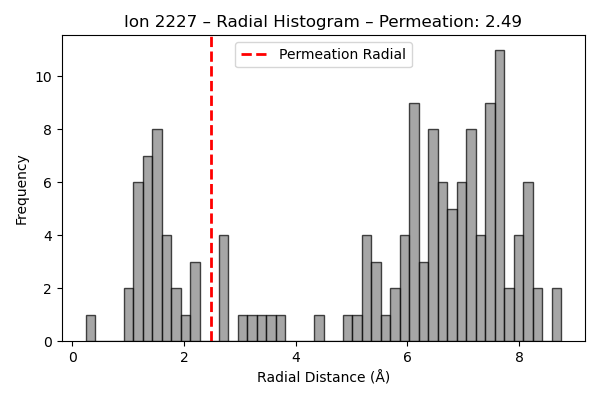 Ion 2227 – Radial Histogram – Permeation: 2.49
Permeation Radial
Frequency
10
8
6
4
2
0
0 2 4 6 8
Radial Distance (Å)